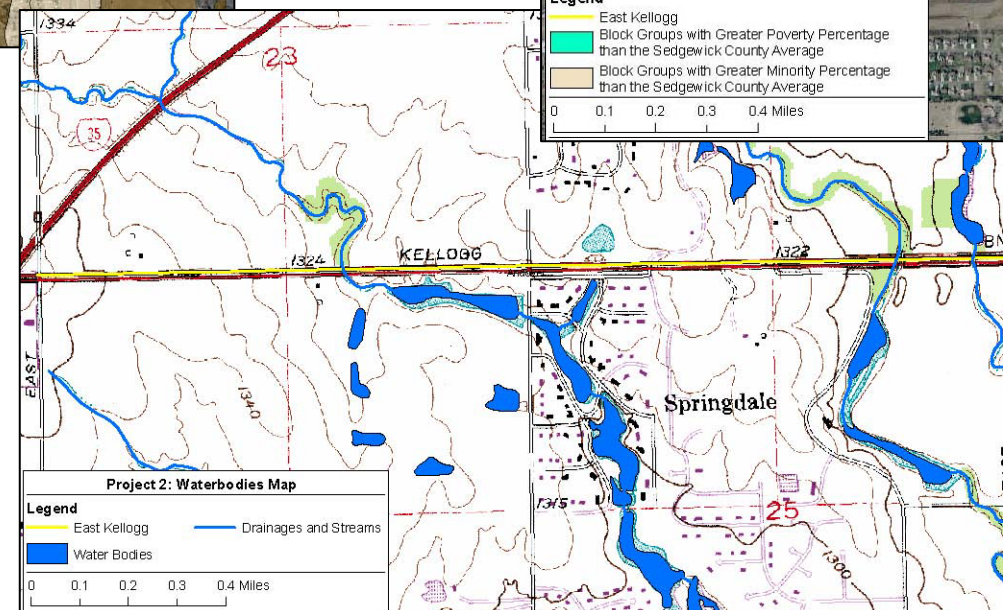 Legend
East Kellogg
Block Groups with Greater Poverty Percentage
than the Sedgewick County Average
Block Groups with Greater Minority Percentage
than the Sedgewick County Average
0 0.1 0.2 0.3 0.4 Miles
1334
23
35
1324
KELLOGG
1322
EAST
1340
Springdale
1315
25
1300
Project 2: Waterbodies Map
Legend
East Kellogg
Drainages and Streams
Water Bodies
0 0.1 0.2 0.3 0.4 Miles